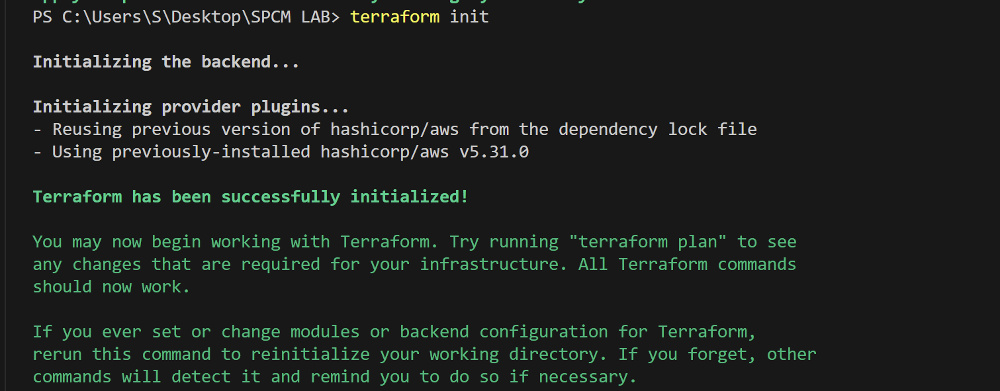 PS C:\Users\S\Desktop\SPCM LAB> terraform init
Initializing the backend...
Initializing provider plugins...
- Reusing previous version of hashicorp/aws from the dependency lock file
- Using previously-installed hashicorp/aws v5.31.0
Terraform has been successfully initialized!
You may now begin working with Terraform. Try running "terraform plan" to see
any changes that are required for your infrastructure. All Terraform commands
should now work.
If you ever set or change modules or backend configuration for Terraform,
rerun this command to reinitialize your working directory. If you forget, other
commands will detect it and remind you to do so if necessary.